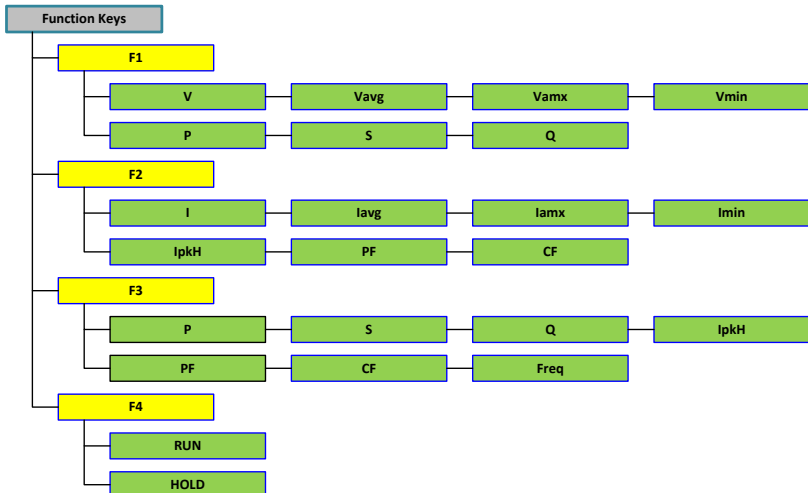 Function Keys
F1
V Vavg Vamx Vmin
P S Q
F2
I Iavg Iamx Imin
IpkH PF CF
F3
P S Q IpkH
PF CF Freq
F4
RUN
HOLD